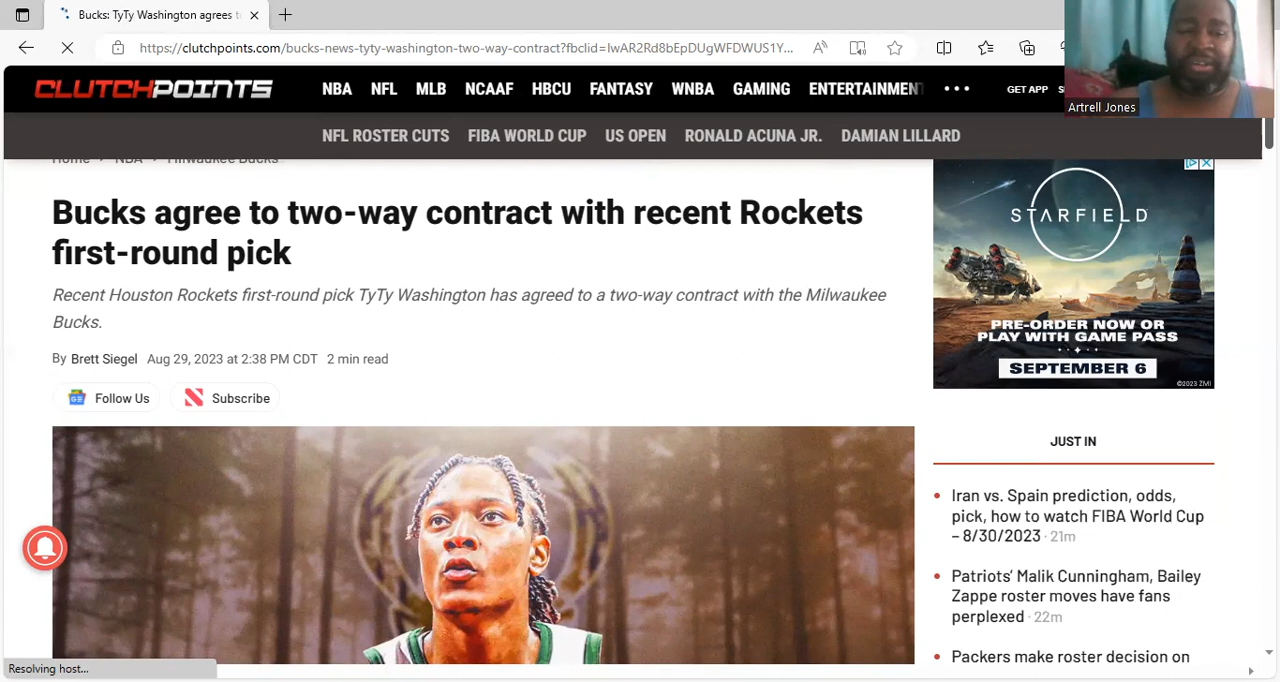 Bucks: TyTy Washington agrees t
https://clutchpoints.com/bucks-news-tyty-washington-two-way-contract?fbclid=IwAR2Rd8bEpDUgWFDWUS1Y...
CLUTCHPOINTS
NBA NFL MLB NCAAF HBCU FANTASY WNBA GAMING ENTERTAINMENT
GET APP
Artrell Jones
NFL ROSTER CUTS FIBA WORLD CUP US OPEN RONALD ACUNA JR. DAMIAN LILLARD
Home NBA Milwaukee Bucks
Bucks agree to two-way contract with recent Rockets
first-round pick
Recent Houston Rockets first-round pick TyTy Washington has agreed to a two-way contract with the Milwaukee
Bucks.
By Brett Siegel Aug 29, 2023 at 2:38 PM CDT 2 min read
Follow Us Subscribe
STARFIELD
PRE-ORDER NOW OR
PLAY WITH GAME PASS
SEPTEMBER 6
©2023 ZMI
JUST IN
Iran vs. Spain prediction, odds,
pick, how to watch FIBA World Cup
– 8/30/2023 · 21m
Patriots' Malik Cunningham, Bailey
Zappe roster moves have fans
perplexed · 22m
Packers make roster decision on
Resolving host...